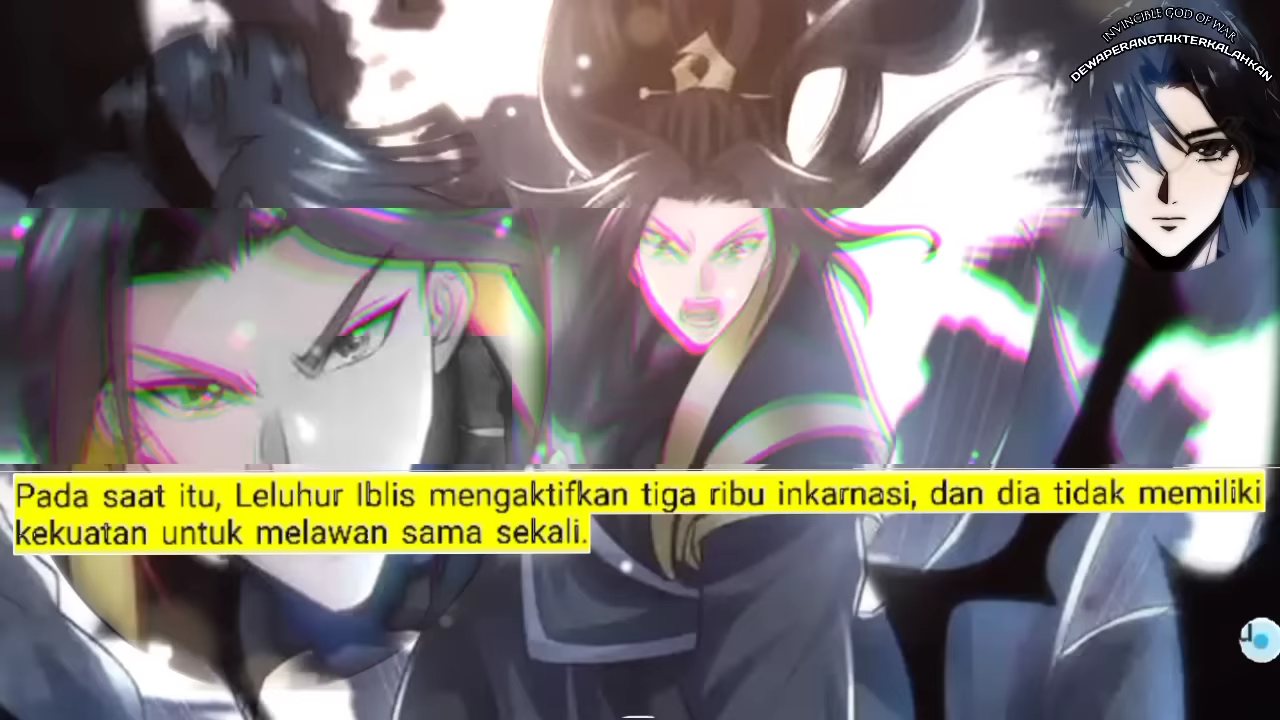 INVINCIBLE GOD OF WAR
DEWAPERANGTAKTERKALAHKAN
Pada saat itu, Leluhur Iblis mengaktifkan tiga ribu inkarnasi, dan dia tidak memiliki
kekuatan untuk melawan sama sekali.